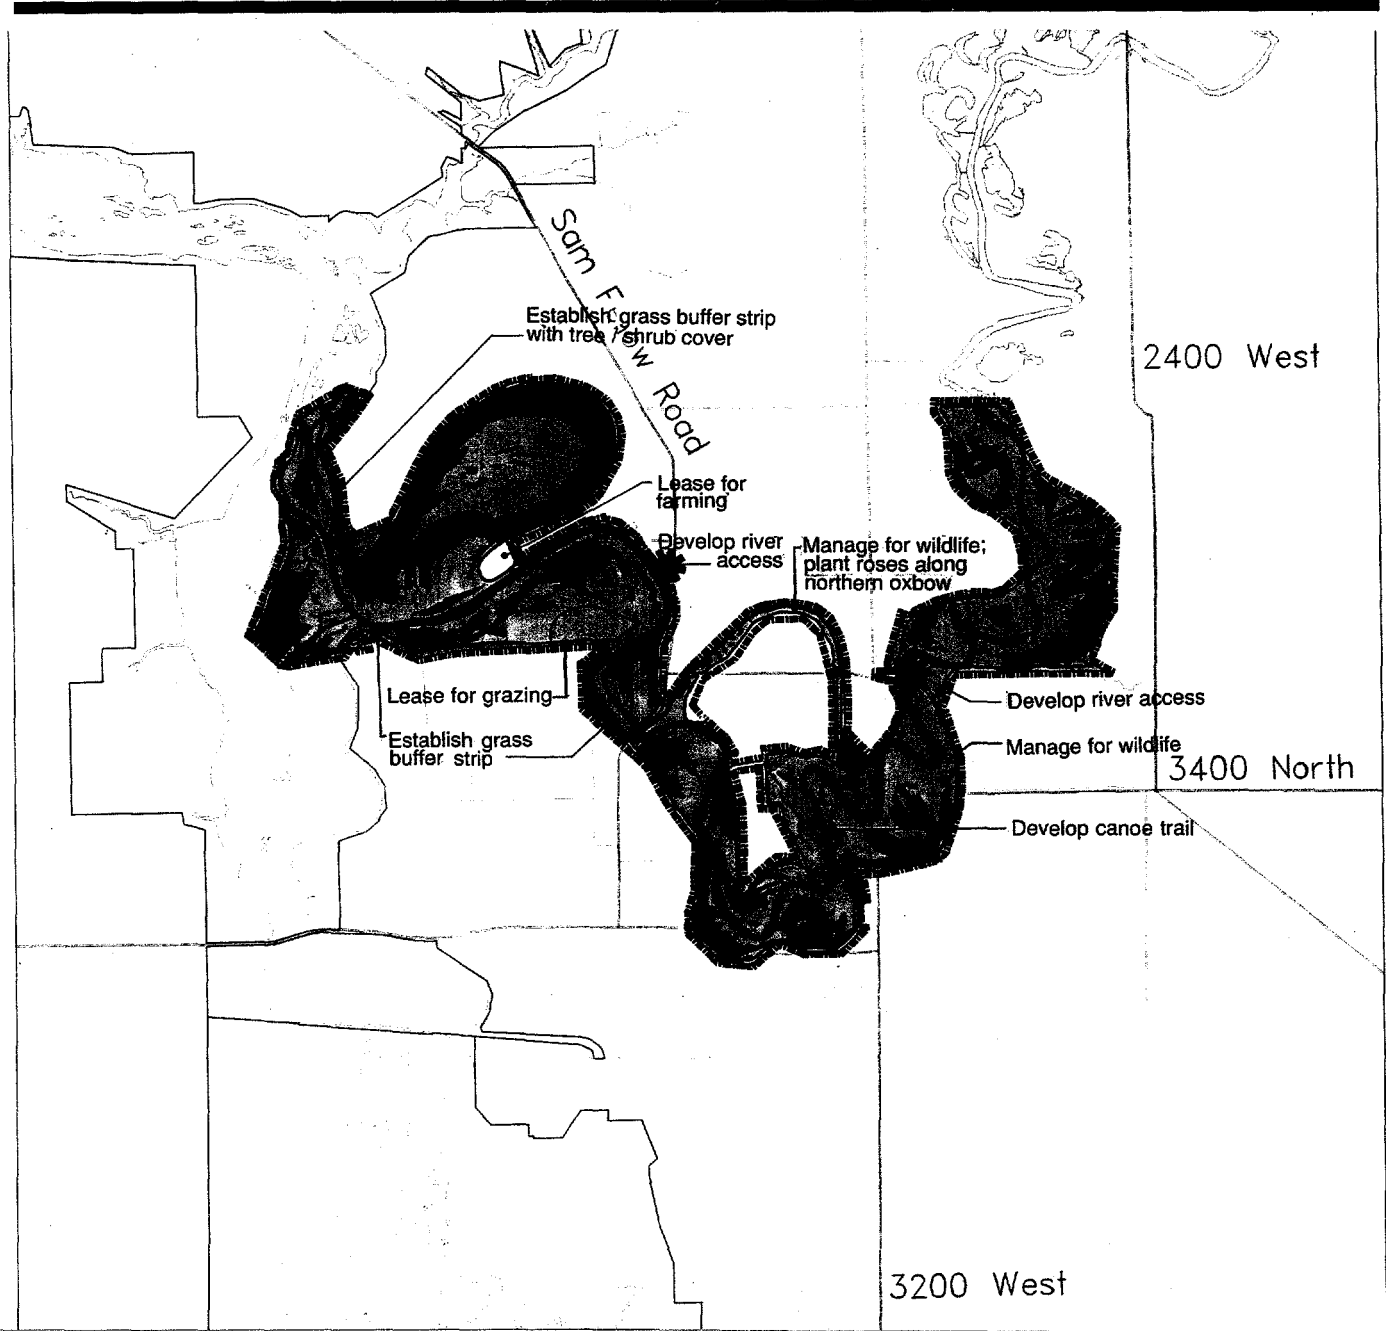 Sam Fellow Road
Establish grass buffer strip
with tree / shrub cover
2400 West
Lease for
farming
Develop river
access
Manage for wildlife;
plant roses along
northern oxbow
Lease for grazing
Establish grass
buffer strip
Develop river access
Manage for wildlife
3400 North
Develop canoe trail
3200 West